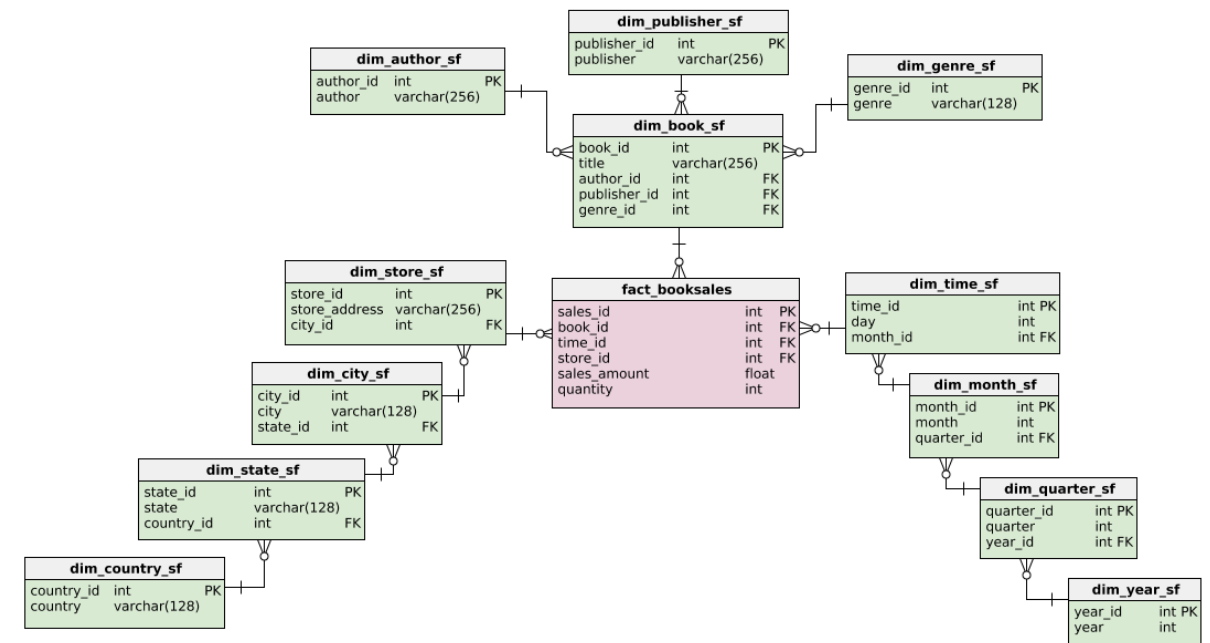 dim_publisher_sf
publisher_id int PK
publisher varchar(256)
dim_author_sf
author_id int PK
author varchar(256)
dim_genre_sf
genre_id int PK
genre varchar(128)
dim_book_sf
book_id int PK
title varchar(256)
author_id int FK
publisher_id int FK
genre_id int FK
dim_store_sf
store_id int PK
store_address varchar(256)
city_id int FK
fact_booksales
sales_id int PK
book_id int FK
time_id int FK
store_id int FK
sales_amount float
quantity int
dim_time_sf
time_id int PK
day int
month_id int FK
dim_city_sf
city_id int PK
city varchar(128)
state_id int FK
dim_month_sf
month_id int PK
month int
quarter_id int FK
dim_state_sf
state_id int PK
state varchar(128)
country_id int FK
dim_quarter_sf
quarter_id int PK
quarter int
year_id int FK
dim_country_sf
country_id int PK
country varchar(128)
dim_year_sf
year_id int PK
year int